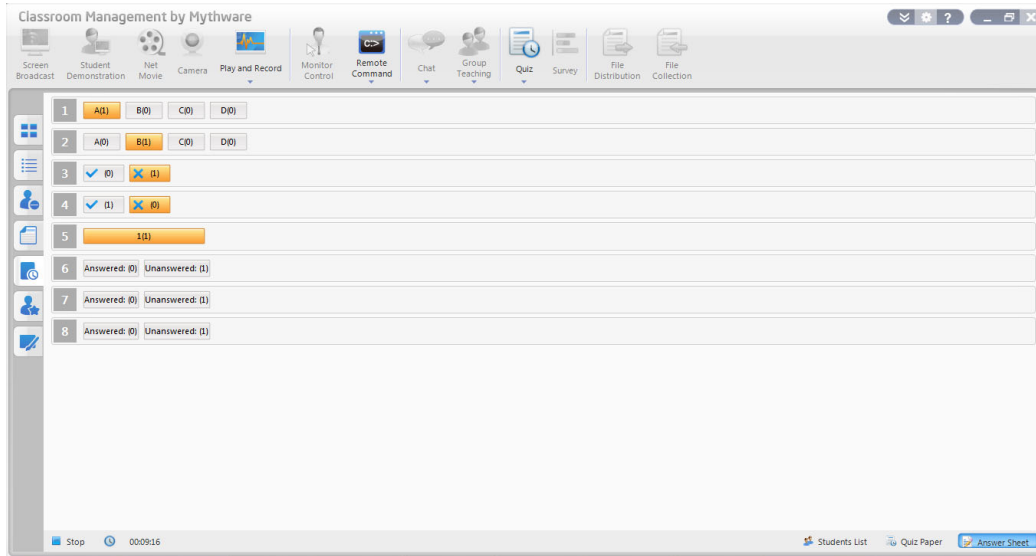 Classroom Management by Mythware
Screen Broadcast
Student Demonstration
Net Movie
Camera
Play and Record
Monitor Control
C:>
Remote Command
Chat
Group Teaching
Quiz
Survey
File Distribution
File Collection
1 A(1) B(0) C(0) D(0)
2 A(0) B(1) C(0) D(0)
3 (0) (1)
4 (1) (0)
5 1(1)
6 Answered: (0) Unanswered: (1)
7 Answered: (0) Unanswered: (1)
8 Answered: (0) Unanswered: (1)
Stop 00:09:16 Students List Quiz Paper Answer Sheet